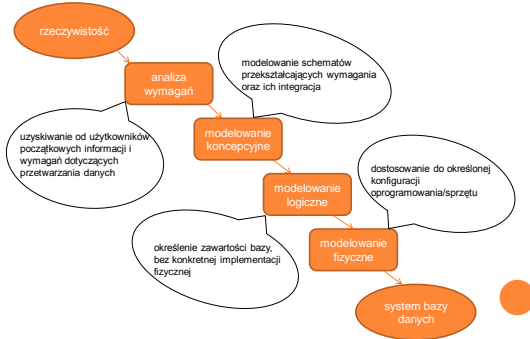 rzeczywistość
analiza
wymagań
modelowanie schematów
przekształcających wymagania
oraz ich integracja
uzyskiwanie od użytkowników
początkowych informacji i
wymagań dotyczących
przetwarzania danych
modelowanie
koncepcyjne
modelowanie
logiczne
dostosowanie do określonej
konfiguracji
oprogramowania/sprzętu
określenie zawartości bazy,
bez konkretnej implementacji
fizycznej
modelowanie
fizyczne
system bazy
danych